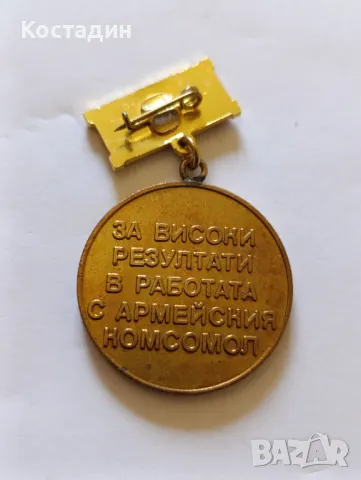 Костадин
ЗА ВИСОКИ
РЕЗУЛТАТИ
В РАБОТАТА
С АРМЕЙСКИЯ
КОМСОМОЛ
BAZAR